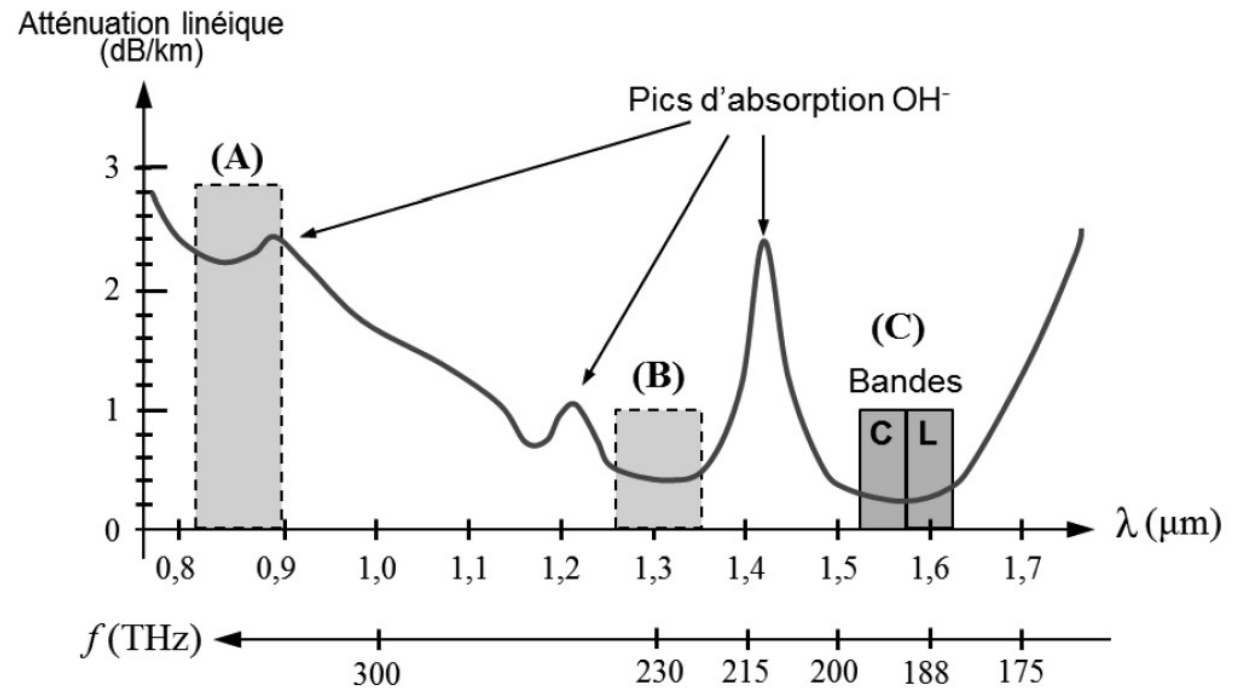 Atténuation linéique
(dB/km)
Pics d'absorption OH-
3
(A)
2
(C)
(B)
Bandes
1
C L
0
λ (µm)
0,8 0,9 1,0 1,1 1,2 1,3 1,4 1,5 1,6 1,7
f (THz)
300 230 215 200 188 175